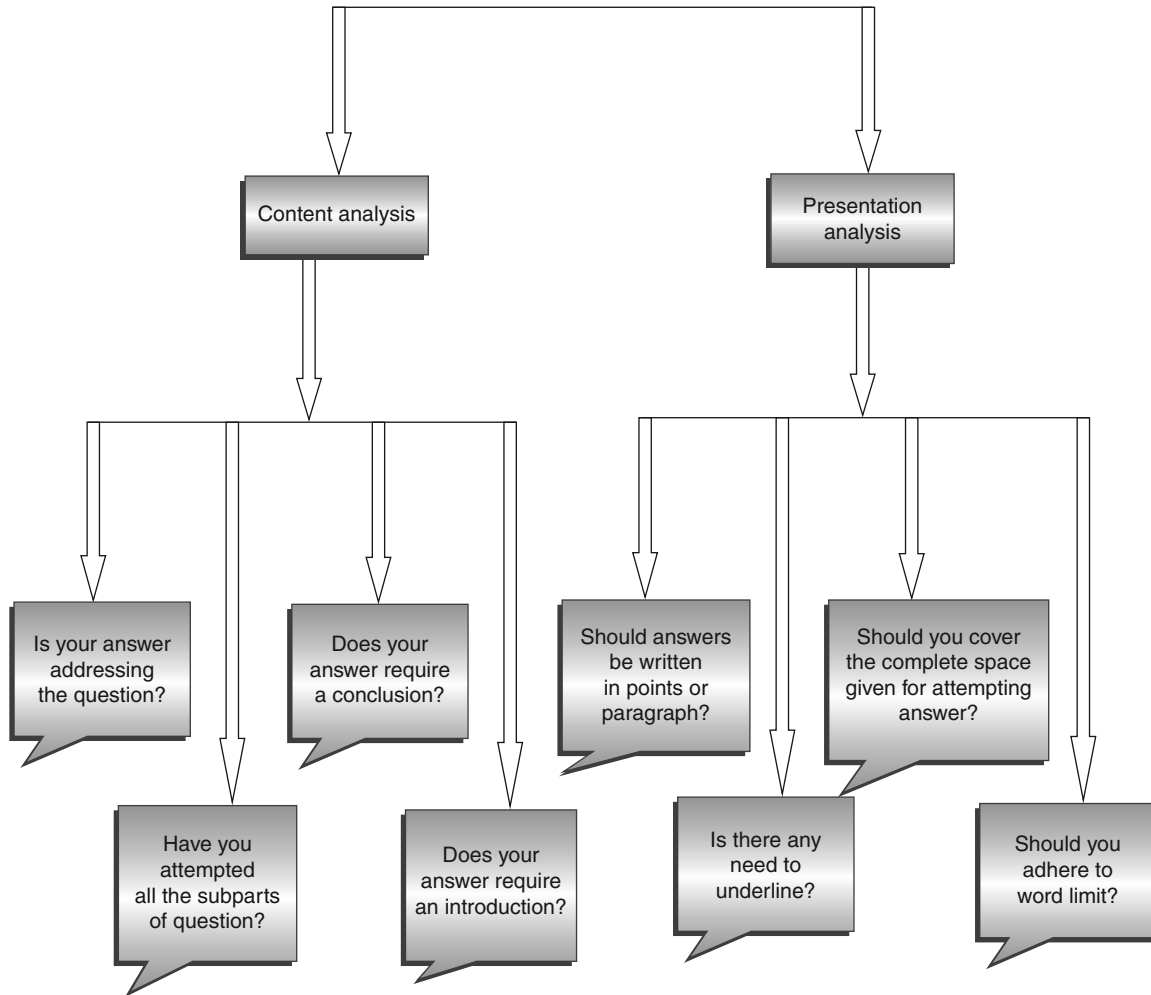 Content analysis
Presentation
analysis
Is your answer
addressing
the question?
Does your
answer require
a conclusion?
Should answers
be written
in points or
paragraph?
Should you cover
the complete space
given for attempting
answer?
Have you
attempted
all the subparts
of question?
Does your
answer require
an introduction?
Is there any
need to
underline?
Should you
adhere to
word limit?